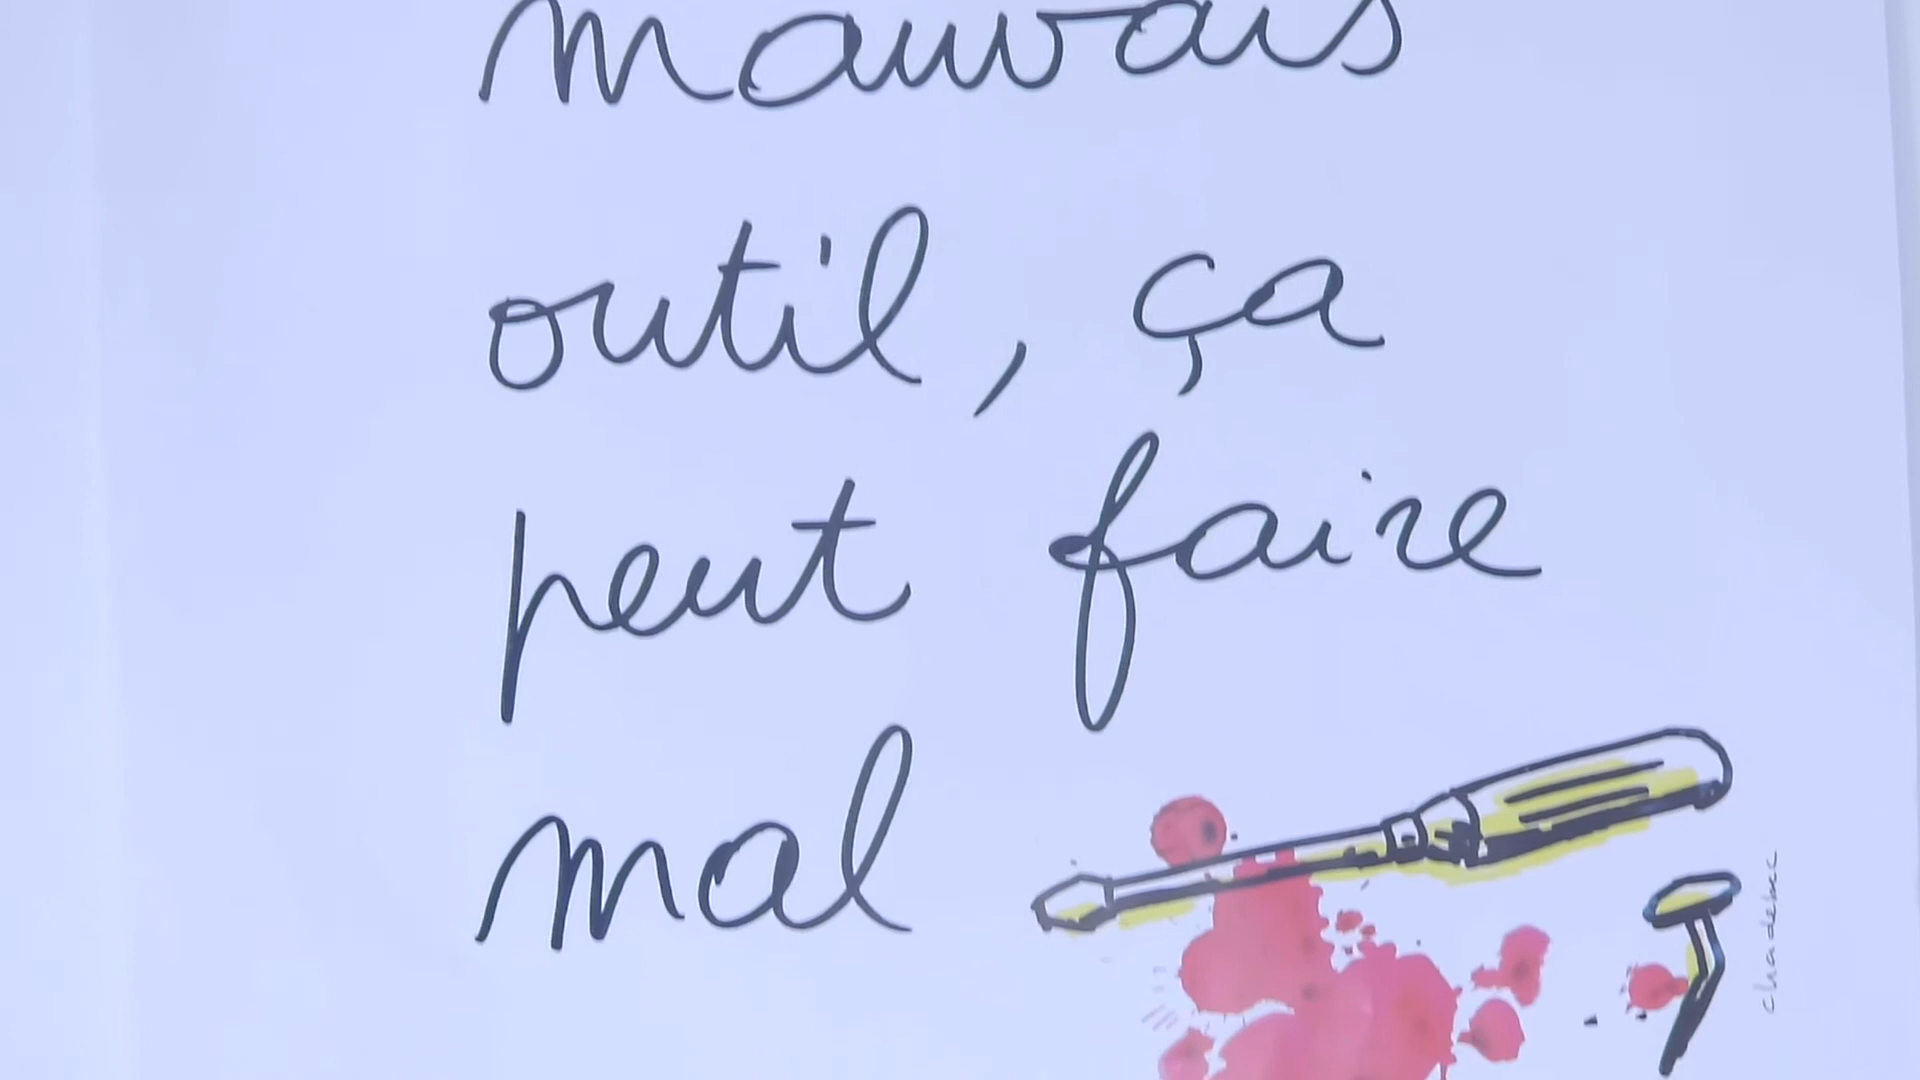 mauvais
outil, ça
peut faire
mal